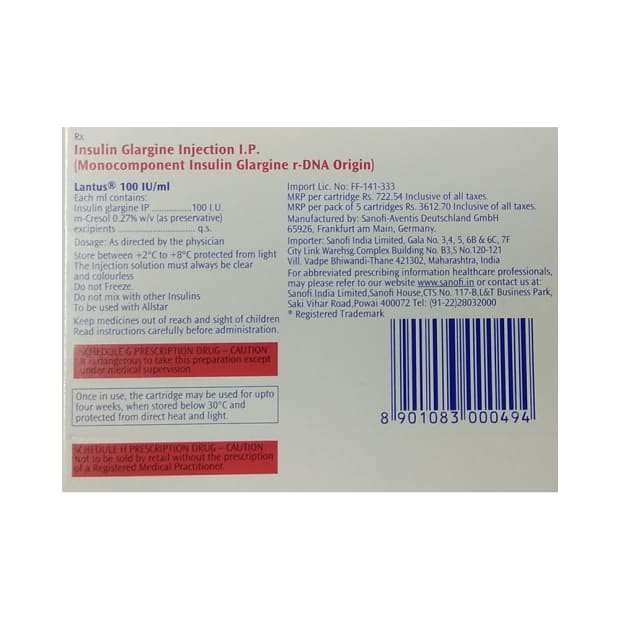 Rx
Insulin Glargine Injection I.P.
(Monocomponent Insulin Glargine r-DNA Origin)
Lantus® 100 IU/ml
Each ml contains:
Insulin glargine IP ..............100 I.U.
m-Cresol 0.27% w/v (as preservative)
excipients ........................... q.s.
Dosage: As directed by the physician
Store between +2°C to +8°C protected from light
The Injection solution must always be clear
and colourless
Do not Freeze.
Do not mix with other Insulins
To be used with Allstar
Keep medicines out of reach and sight of children
Read instructions carefully before administration.
SCHEDULE G PRESCRIPTION DRUG – CAUTION
It is dangerous to take this preparation except
under medical supervision
Once in use, the cartridge may be used for upto
four weeks, when stored below 30°C and
protected from direct heat and light.
SCHEDULE H PRESCRIPTION DRUG – CAUTION
Not to be sold by retail without the prescription
of a Registered Medical Practitioner.
Import Lic. No: FF-141-333
MRP per cartridge Rs. 722.54 Inclusive of all taxes.
MRP per pack of 5 cartridges Rs. 3612.70 Inclusive of all taxes.
Manufactured by: Sanofi-Aventis Deutschland GmbH
65926, Frankfurt am Main, Germany.
Importer: Sanofi India Limited, Gala No. 3,4, 5, 6B & 6C, 7F
City Link Warehsg.Complex Building No. B3,S No.120-121
Vill. Vadpe Bhiwandi-Thane 421302, Maharashtra, India
For abbreviated prescribing information healthcare professionals,
may please refer to our website www.sanofi.in or contact us at:
Sanofi India Limited,Sanofi House,CTS No. 117-B,L&T Business Park,
Saki Vihar Road,Powai 400072 Tel: (91-22)28032000
® Registered Trademark
8 901083 000494